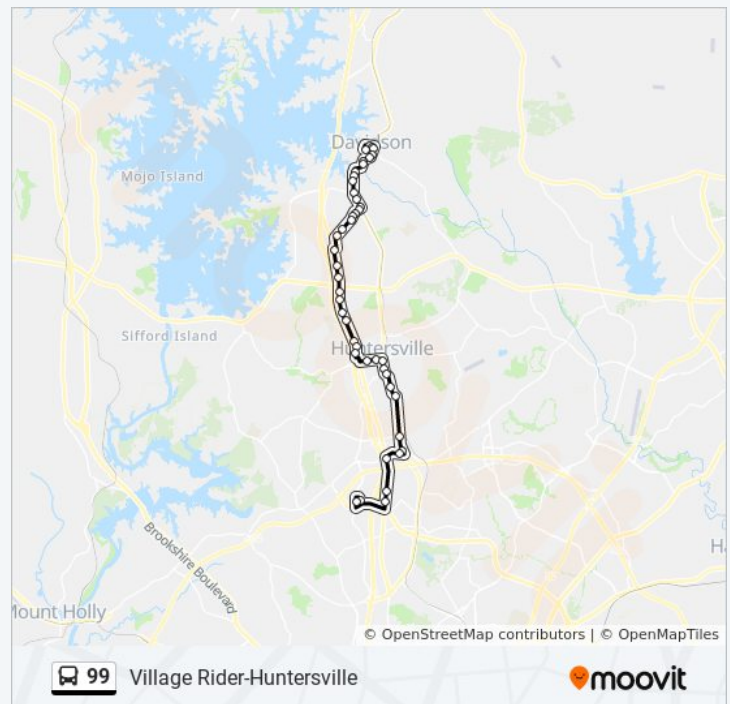 Davidson
Mojo Island
Sifford Island
Huntersville
Brookshire Boulevard
Mount Holly
H
© OpenStreetMap contributors | © OpenMapTiles
99 Village Rider-Huntersville
moovit